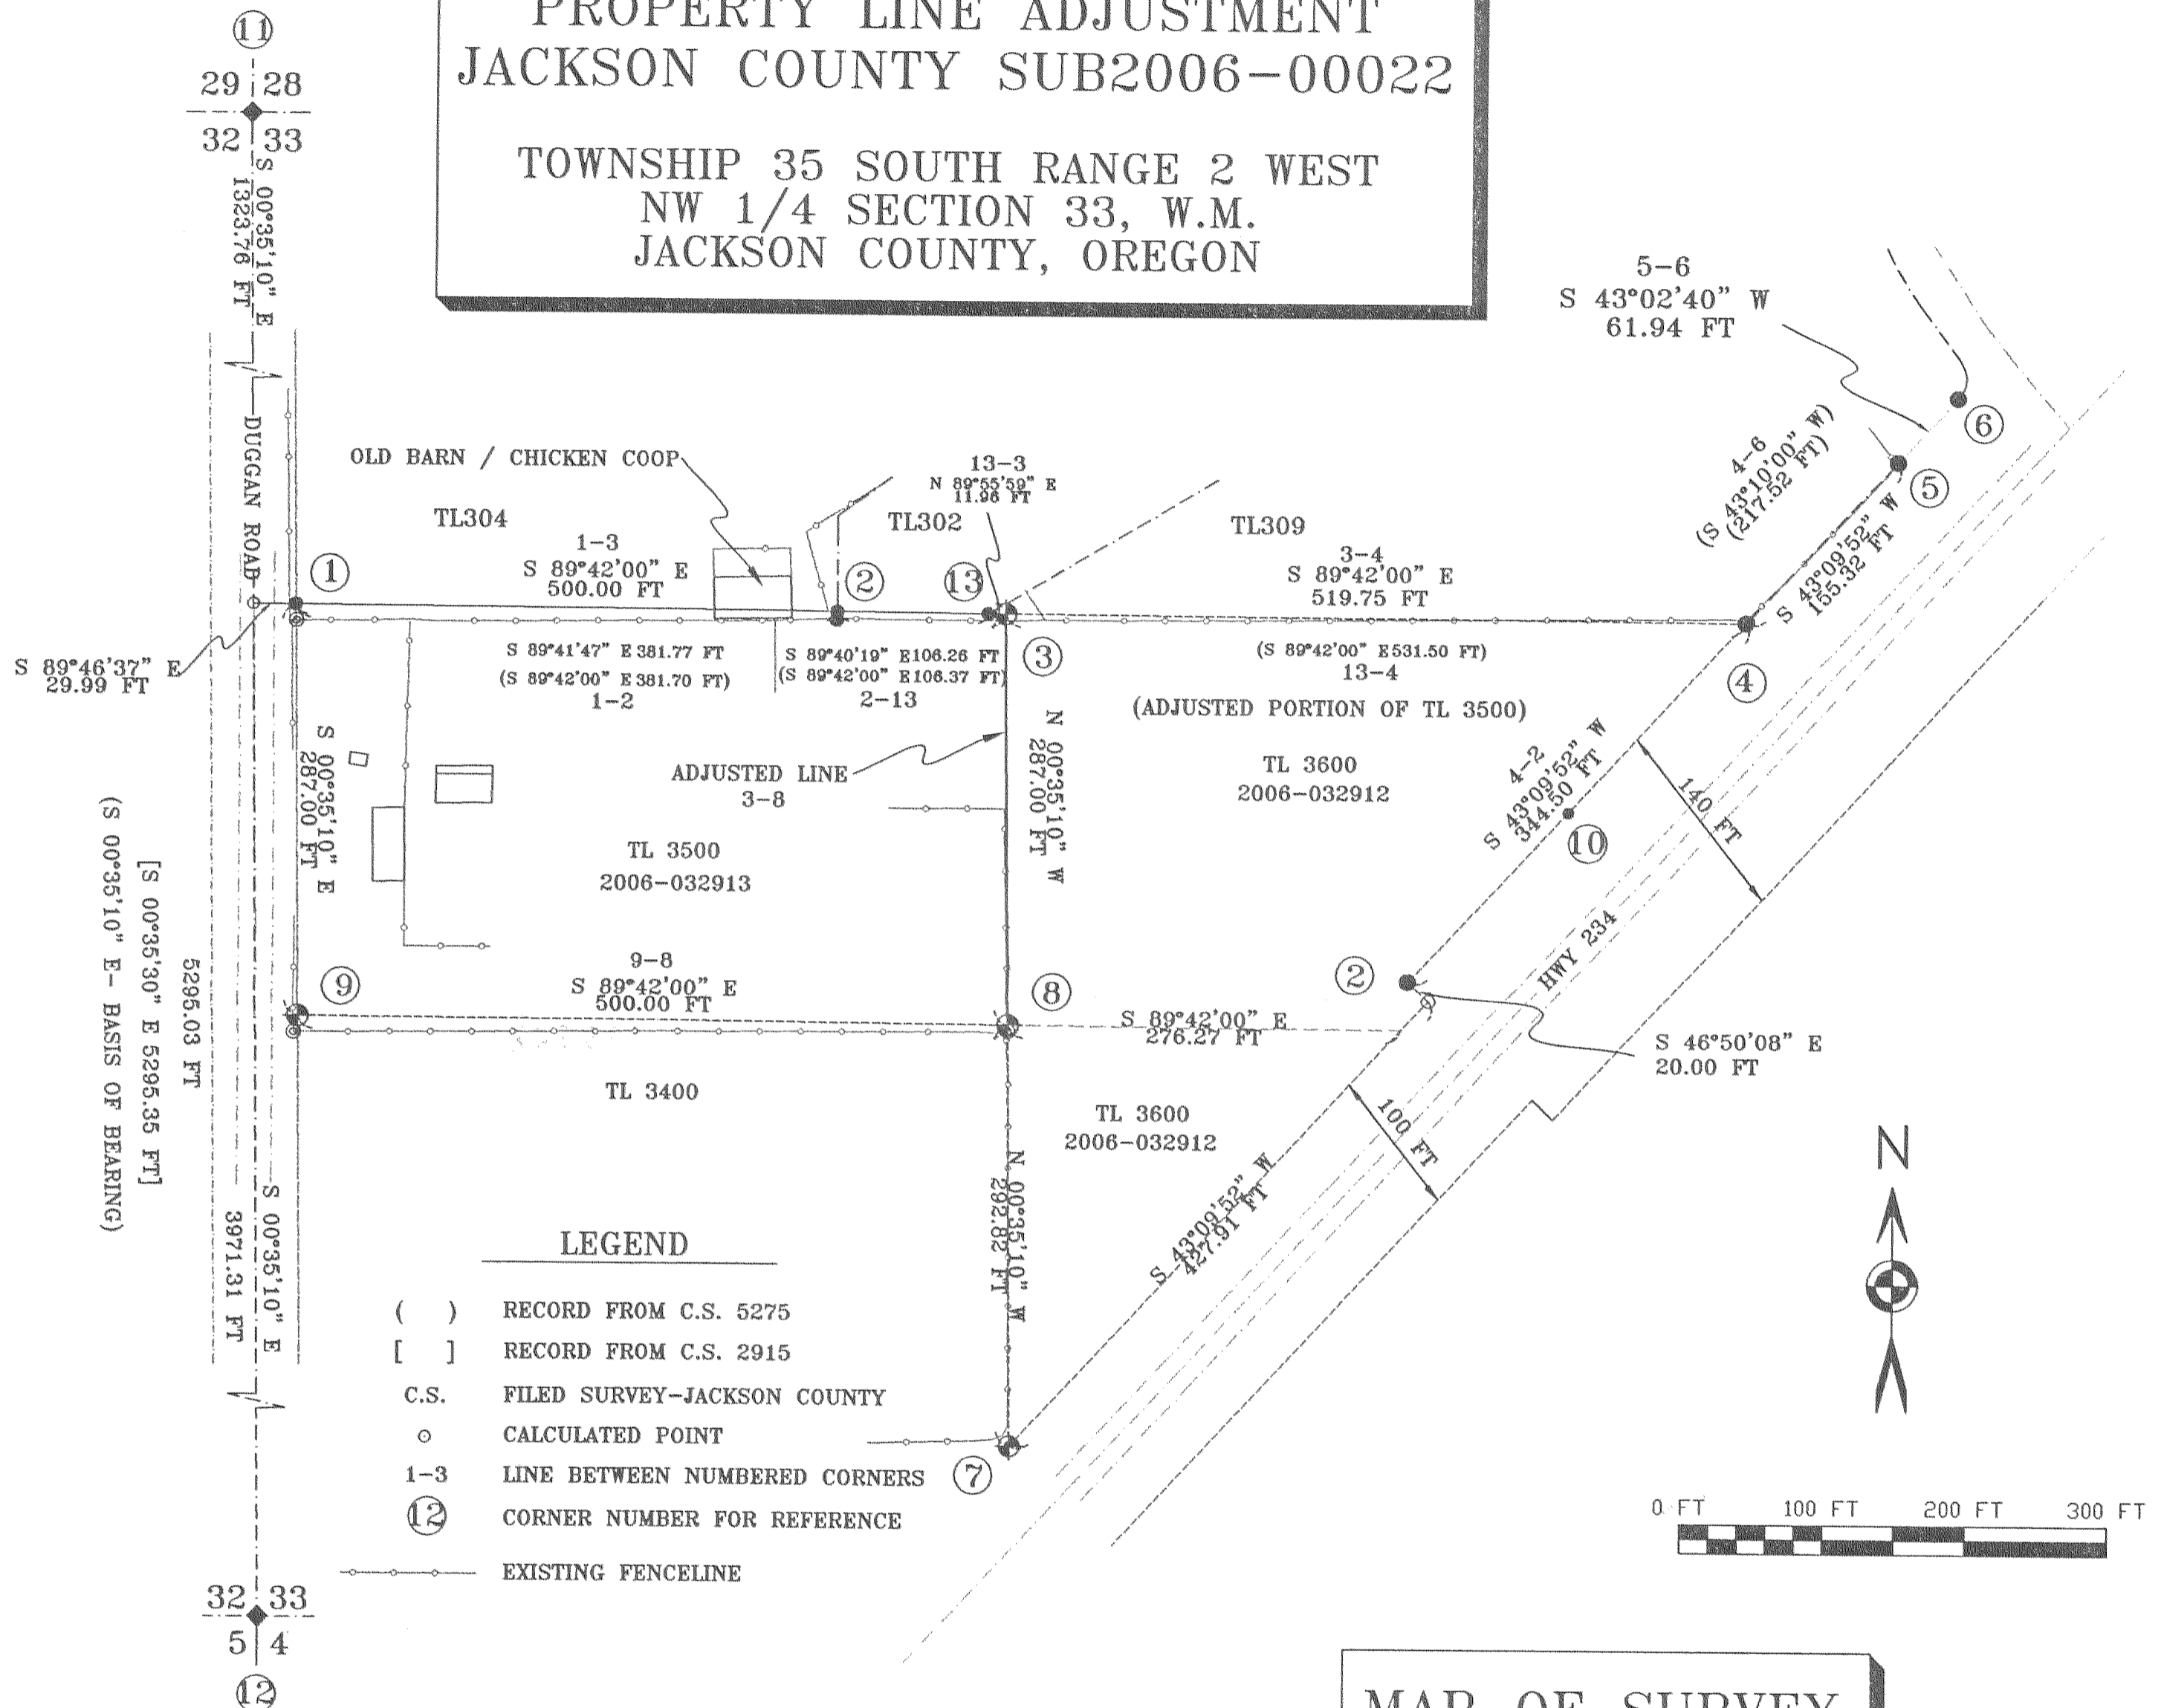 PROPERTY LINE ADJUSTMENT
JACKSON COUNTY SUB2006-00022
TOWNSHIP 35 SOUTH RANGE 2 WEST
NW 1/4 SECTION 33, W.M.
JACKSON COUNTY, OREGON
11
29 28
32 33
S 00°35'10" E
1323.76 FT
DUGGAN ROAD
5-6
S 43°02'40" W
61.94 FT
6
5
4-6
(S 43°10'00" W)
(217.52 FT)
S 43°09'52" W
155.32 FT
OLD BARN / CHICKEN COOP
13-3
N 89°55'59" E
11.96 FT
TL304
TL302
TL309
1-3
S 89°42'00" E
500.00 FT
3-4
S 89°42'00" E
519.75 FT
1
2
13
3
4
S 89°46'37" E
29.99 FT
S 89°41'47" E 381.77 FT
(S 89°42'00" E 381.70 FT)
1-2
S 89°40'19" E 106.26 FT
(S 89°42'00" E 106.37 FT)
2-13
(S 89°42'00" E 531.50 FT)
13-4
(ADJUSTED PORTION OF TL 3500)
S 00°35'10" E
287.00 FT
N 00°35'10" W
287.00 FT
ADJUSTED LINE
3-8
TL 3600
2006-032912
4-2
S 43°09'52" W
344.50 FT
10
140 FT
TL 3500
2006-032913
HWY 234
9-8
S 89°42'00" E
500.00 FT
9
8
2
S 89°42'00" E
276.27 FT
S 46°50'08" E
20.00 FT
5295.03 FT
[S 00°35'30" E 5295.35 FT]
(S 00°35'10" E- BASIS OF BEARING)
TL 3400
TL 3600
2006-032912
100 FT
S 43°09'52" W
427.91 FT
N 00°35'10" W
292.82 FT
S 00°35'10" E
3971.31 FT
N
LEGEND
( ) RECORD FROM C.S. 5275
[ ] RECORD FROM C.S. 2915
C.S. FILED SURVEY-JACKSON COUNTY
CALCULATED POINT
1-3 LINE BETWEEN NUMBERED CORNERS
12 CORNER NUMBER FOR REFERENCE
EXISTING FENCELINE
7
0 FT 100 FT 200 FT 300 FT
32 33
5 4
12
MAP OF SURVEY